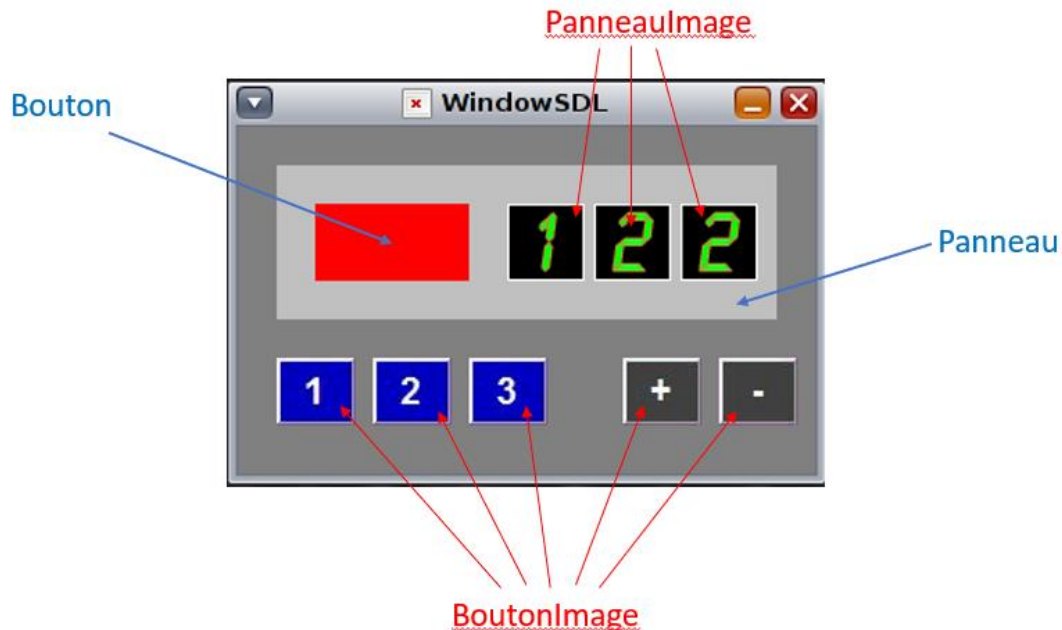 PanneauImage
Bouton
WindowSDL
1 2 2
Panneau
1 2 3 + -
BoutonImage